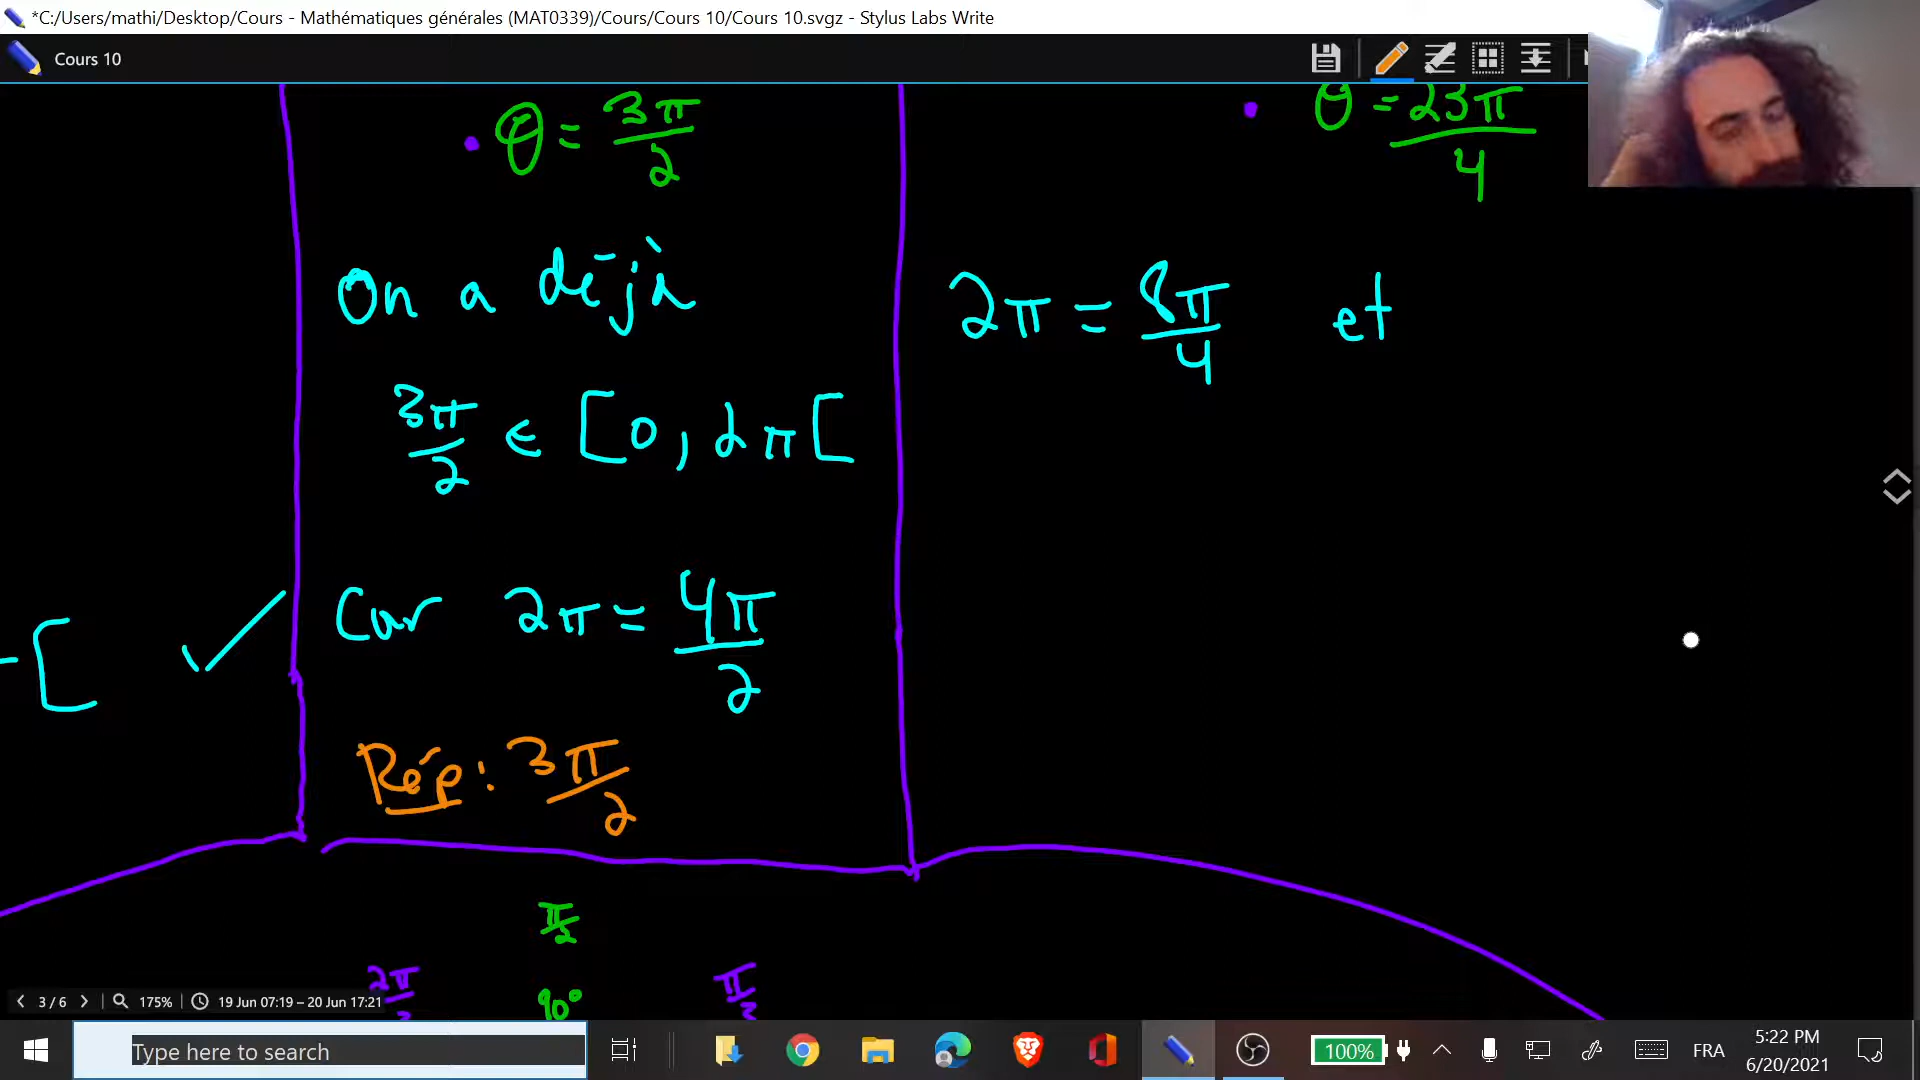 *C:/Users/mathi/Desktop/Cours - Mathématiques générales (MAT0339)/Cours/Cours 10/Cours 10.svgz - Stylus Labs Write
Cours 10
θ = 3π/2
On a déjà
3π/2 ∈ [0, 2π[
Car 2π = 4π/2
Rép: 3π/2
θ = 23π/4
2π = 8π/4 et
[ ✓
π/2
90°
3 / 6
175%
19 Jun 07:19 – 20 Jun 17:21
Type here to search
100%
FRA
5:22 PM
6/20/2021